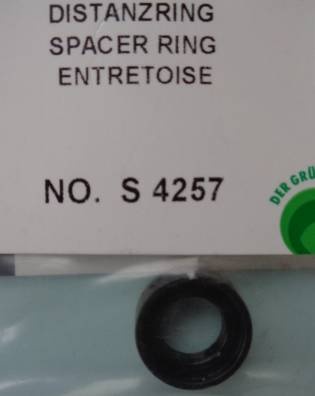 DISTANZRING
SPACER RING
ENTRETOISE
NO. S 4257
DER GRÜ